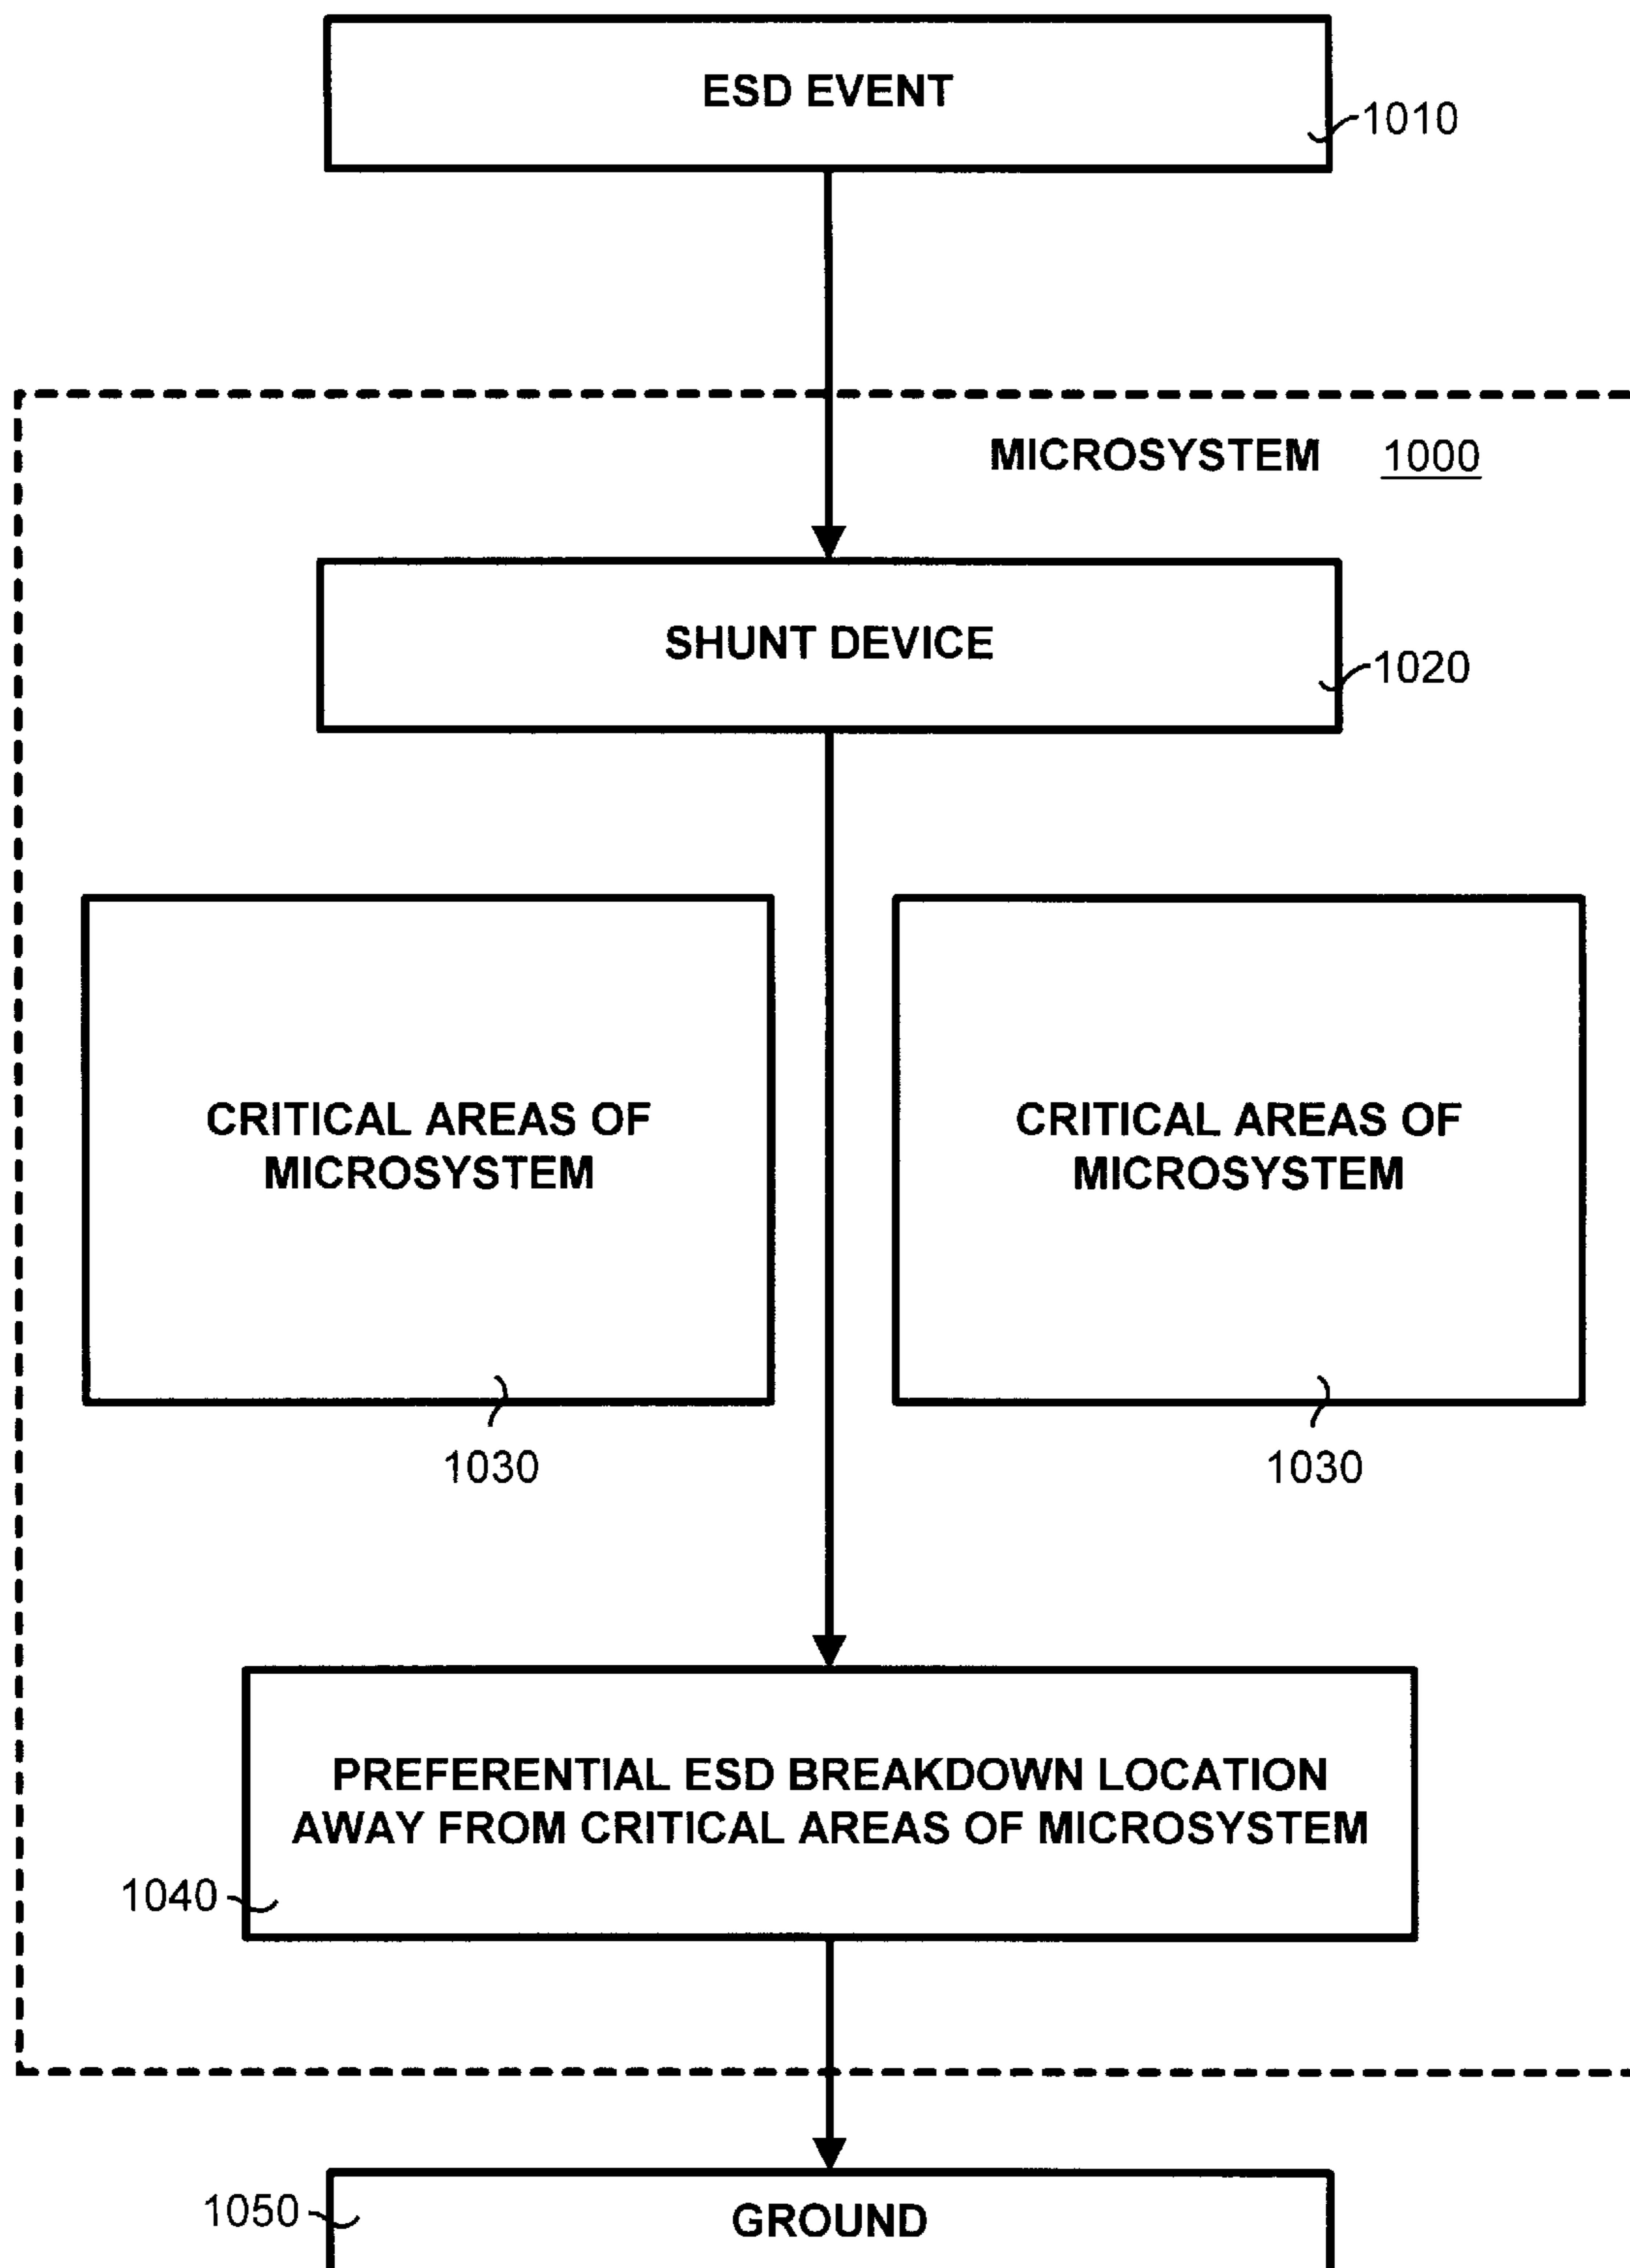 ESD EVENT
1010
MICROSYSTEM 1000
SHUNT DEVICE
1020
CRITICAL AREAS OF
MICROSYSTEM
1030
CRITICAL AREAS OF
MICROSYSTEM
1030
PREFERENTIAL ESD BREAKDOWN LOCATION
AWAY FROM CRITICAL AREAS OF MICROSYSTEM
1040
1050
GROUND